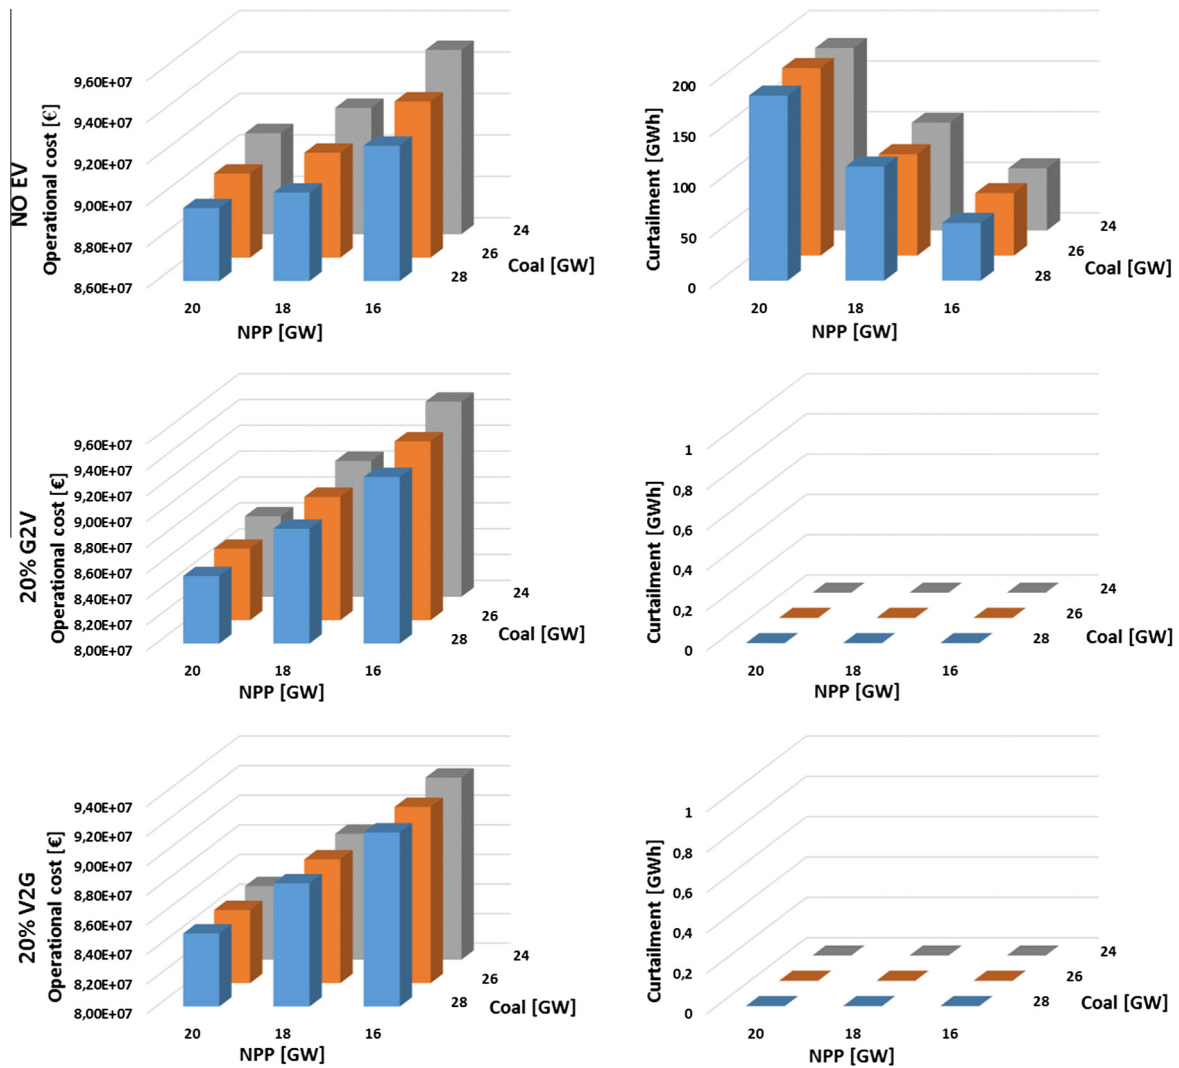 NO EV
Operational cost [€]
9,60E+07
9,40E+07
9,20E+07
9,00E+07
8,80E+07
8,60E+07
20
18
16
NPP [GW]
28
26
24
Coal [GW]
Curtailment [GWh]
200
150
100
50
0
20
18
16
NPP [GW]
28
26
24
Coal [GW]
20% G2V
Operational cost [€]
9,60E+07
9,40E+07
9,20E+07
9,00E+07
8,80E+07
8,60E+07
8,40E+07
8,20E+07
8,00E+07
20
18
16
NPP [GW]
28
26
24
Coal [GW]
Curtailment [GWh]
1
0,8
0,6
0,4
0,2
0
20
18
16
NPP [GW]
28
26
24
Coal [GW]
20% V2G
Operational cost [€]
9,40E+07
9,20E+07
9,00E+07
8,80E+07
8,60E+07
8,40E+07
8,20E+07
8,00E+07
20
18
16
NPP [GW]
28
26
24
Coal [GW]
Curtailment [GWh]
1
0,8
0,6
0,4
0,2
0
20
18
16
NPP [GW]
28
26
24
Coal [GW]